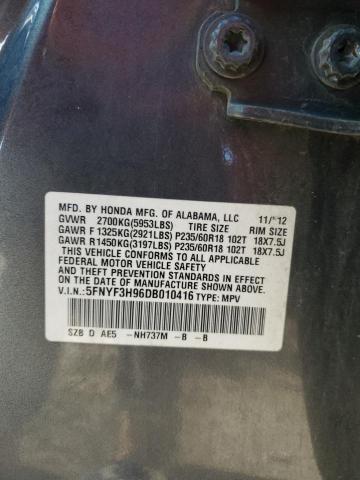 MFD. BY HONDA MFG. OF ALABAMA, LLC 11/12
GVWR 2700KG(5953LBS) TIRE SIZE RIM SIZE
GAWR F 1325KG(2921LBS) P235/60R18 102T 18X7.5J
GAWR R1450KG(3197LBS) P235/60R18 102T 18X7.5J
THIS VEHICLE CONFORMS TO ALL APPLICABLE
FEDERAL MOTOR VEHICLE SAFETY AND
THEFT PREVENTION STANDARDS IN EFFECT
ON THE DATE OF MANUFACTURE SHOWN ABOVE.
V.I.N.: 5FNYF3H96DB010416 TYPE: MPV
SZB D AE5 -NH737M -B -B